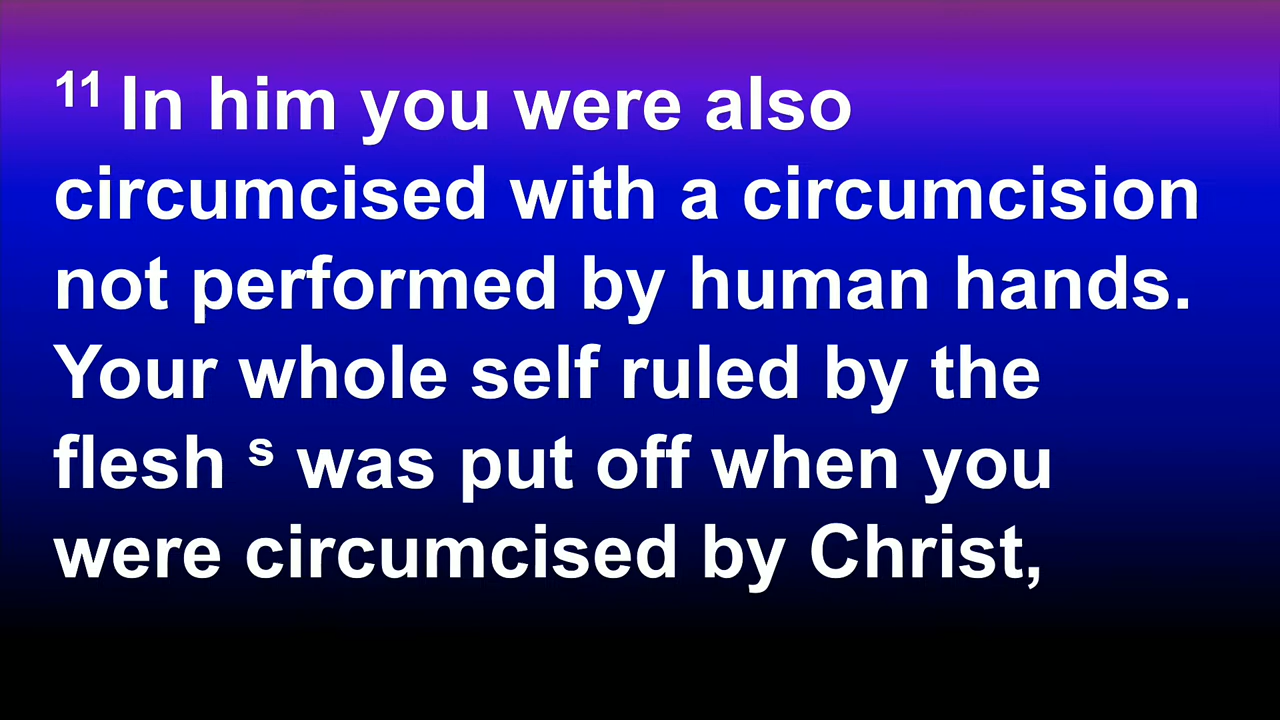 11 In him you were also
circumcised with a circumcision
not performed by human hands.
Your whole self ruled by the
flesh s was put off when you
were circumcised by Christ,